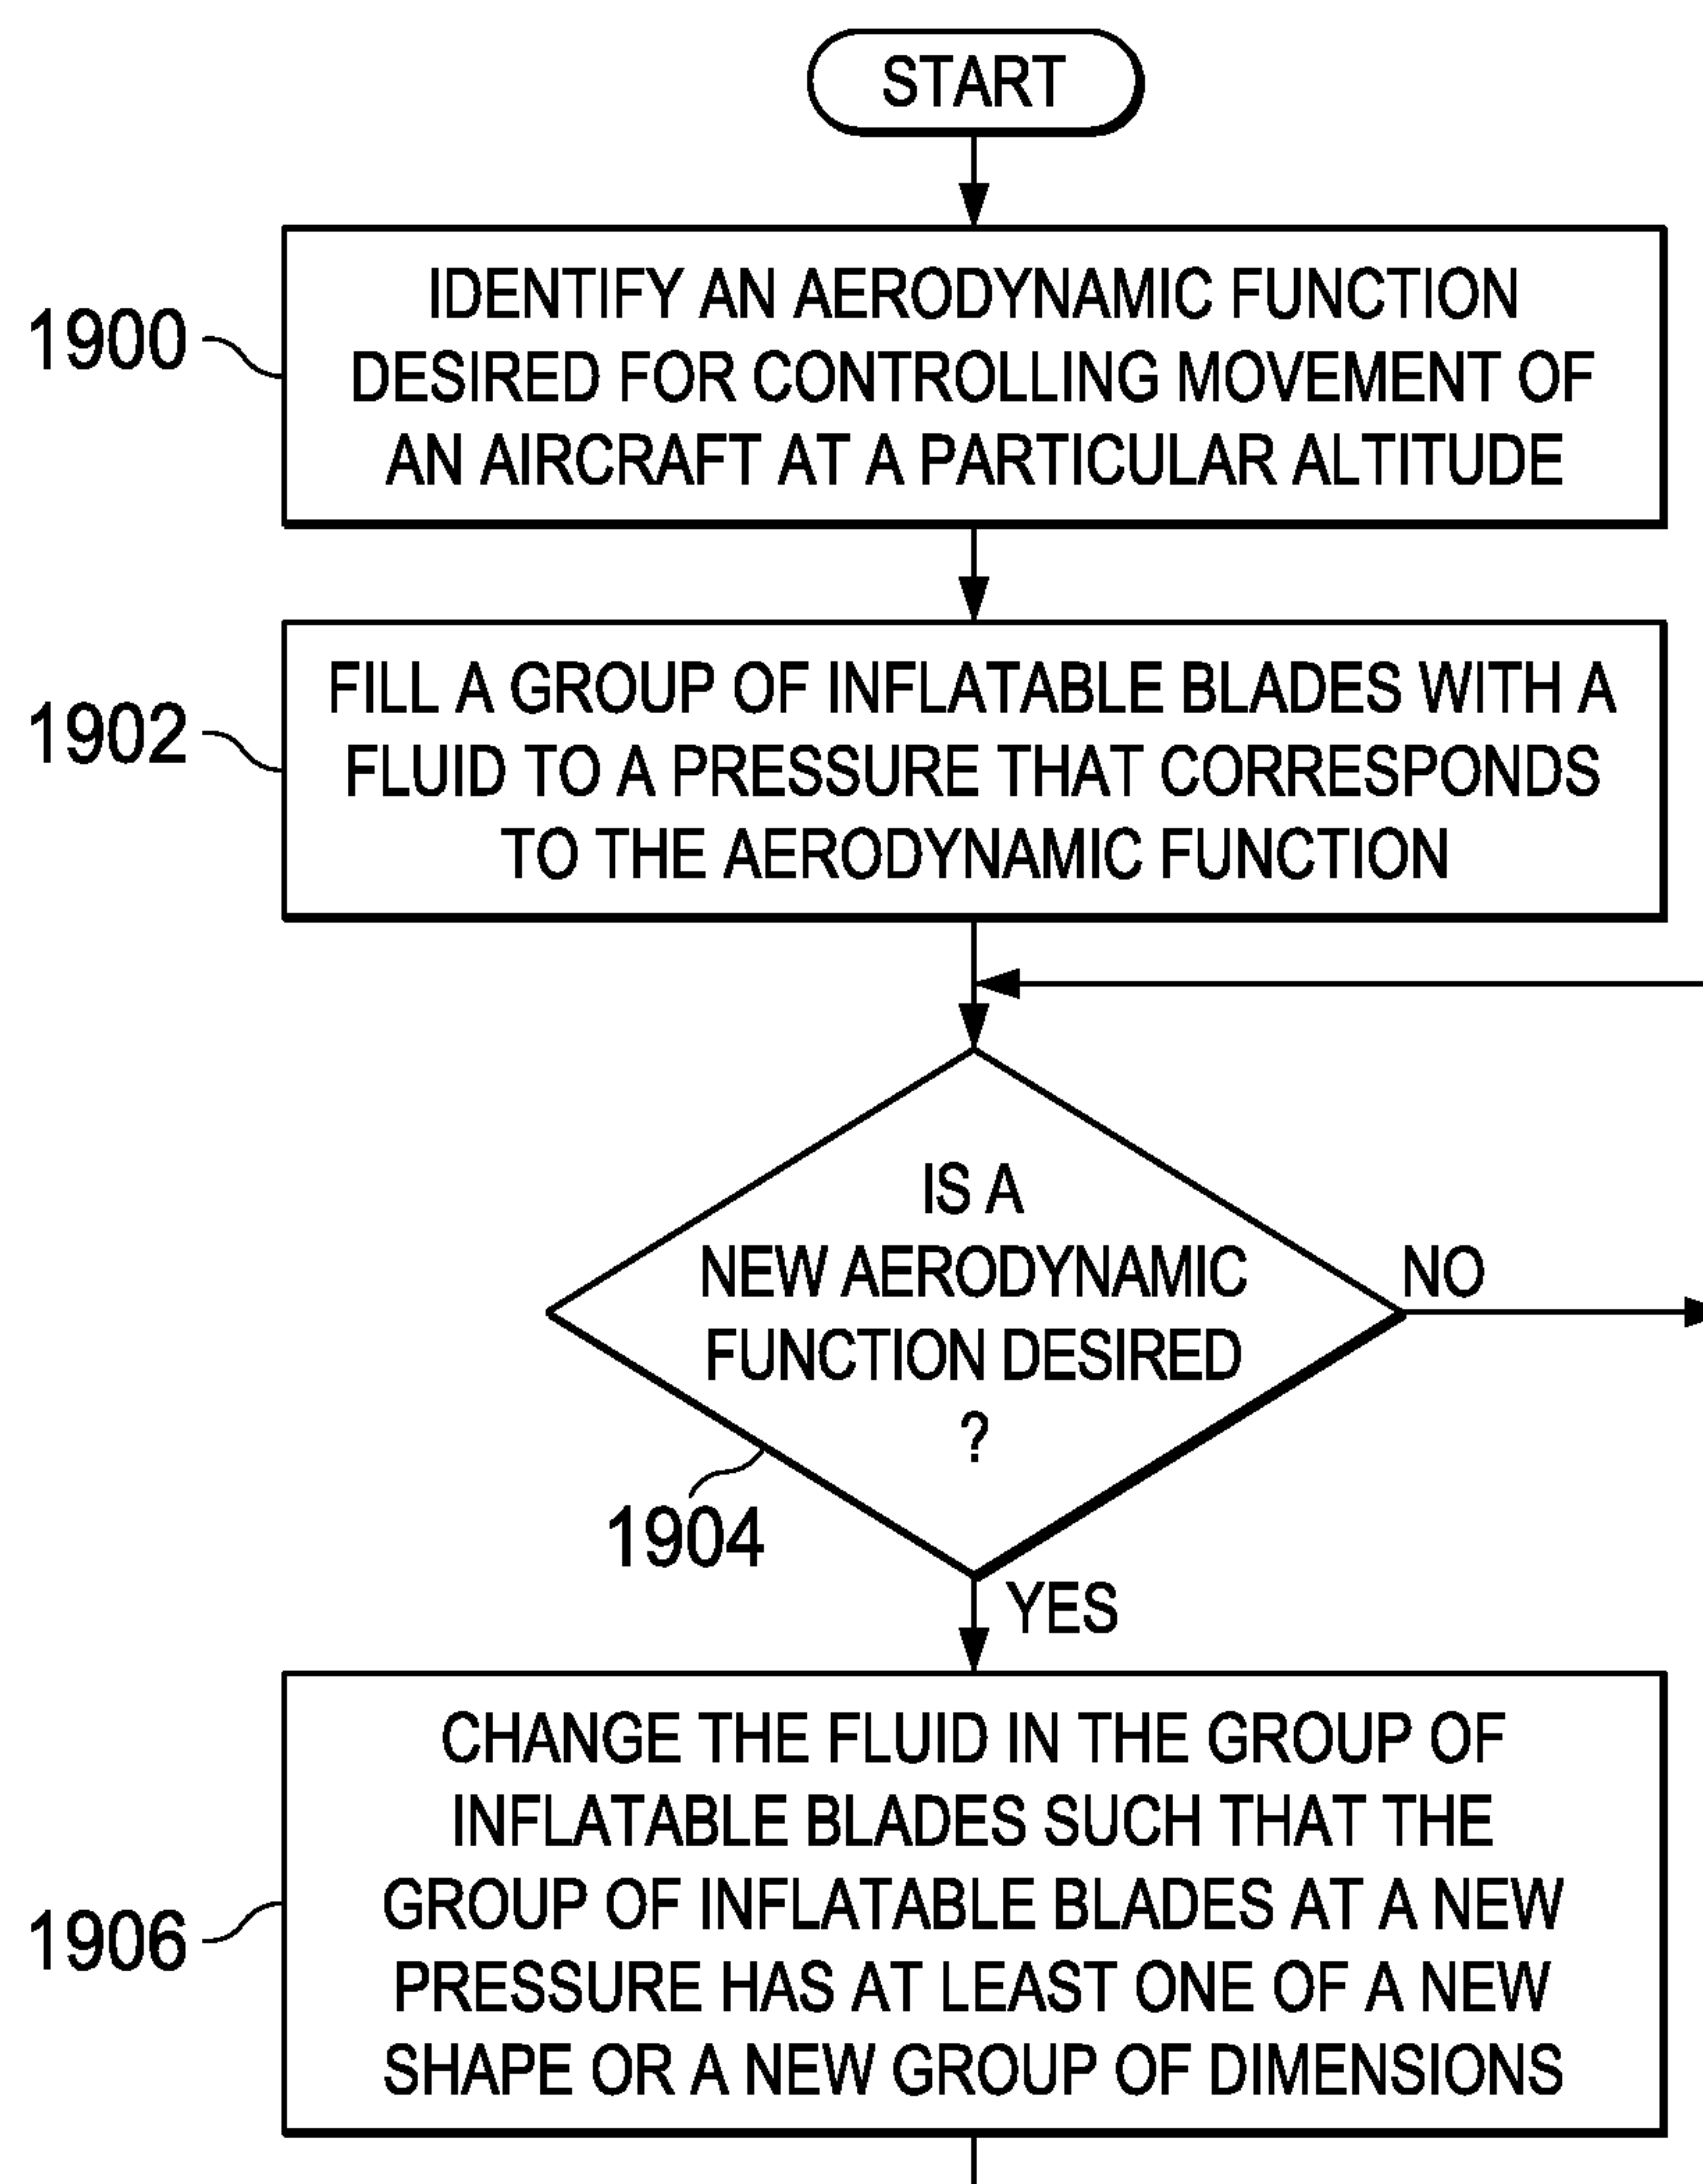 START
1900
IDENTIFY AN AERODYNAMIC FUNCTION
DESIRED FOR CONTROLLING MOVEMENT OF
AN AIRCRAFT AT A PARTICULAR ALTITUDE
1902
FILL A GROUP OF INFLATABLE BLADES WITH A
FLUID TO A PRESSURE THAT CORRESPONDS
TO THE AERODYNAMIC FUNCTION
IS A
NEW AERODYNAMIC
FUNCTION DESIRED
?
NO
1904
YES
1906
CHANGE THE FLUID IN THE GROUP OF
INFLATABLE BLADES SUCH THAT THE
GROUP OF INFLATABLE BLADES AT A NEW
PRESSURE HAS AT LEAST ONE OF A NEW
SHAPE OR A NEW GROUP OF DIMENSIONS